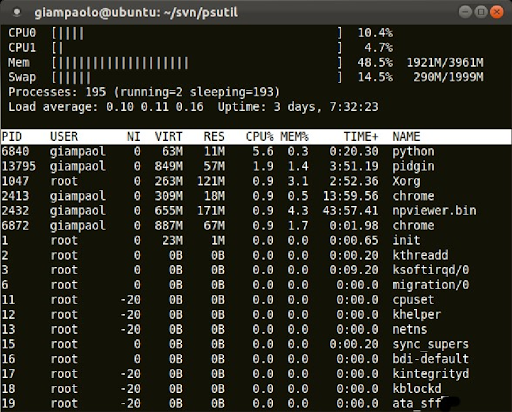 giampaolo@ubuntu: ~/svn/psutil
CPU0 [|||| ] 10.4%
CPU1 [| ] 4.7%
Mem [||||||||||||||||||| ] 48.5% 1921M/3961M
Swap [||||| ] 14.5% 290M/1999M
Processes: 195 (running=2 sleeping=193)
Load average: 0.10 0.11 0.16 Uptime: 3 days, 7:32:23
PID USER NI VIRT RES CPU% MEM% TIME+ NAME
6840 giampaol 0 63M 11M 5.6 0.3 0:20.30 python
13795 giampaol 0 849M 57M 1.9 1.4 3:51.19 pidgin
1047 root 0 263M 121M 0.9 3.1 2:52.36 Xorg
2413 giampaol 0 309M 18M 0.9 0.5 13:59.56 chrome
2432 giampaol 0 655M 171M 0.9 4.3 43:57.41 npviewer.bin
6872 giampaol 0 887M 67M 0.9 1.7 0:01.98 chrome
1 root 0 23M 1M 0.0 0.0 0:00.65 init
2 root 0 0B 0B 0.0 0.0 0:00.20 kthreadd
3 root 0 0B 0B 0.0 0.0 0:09.20 ksoftirqd/0
6 root 0 0B 0B 0.0 0.0 0:00.0 migration/0
11 root -20 0B 0B 0.0 0.0 0:00.0 cpuset
12 root -20 0B 0B 0.0 0.0 0:00.0 khelper
13 root -20 0B 0B 0.0 0.0 0:00.0 netns
15 root 0 0B 0B 0.0 0.0 0:00.20 sync_supers
16 root 0 0B 0B 0.0 0.0 0:00.0 bdi-default
17 root -20 0B 0B 0.0 0.0 0:00.0 kintegrityd
18 root -20 0B 0B 0.0 0.0 0:00.0 kblockd
19 root -20 0B 0B 0.0 0.0 0:00.0 ata_sff